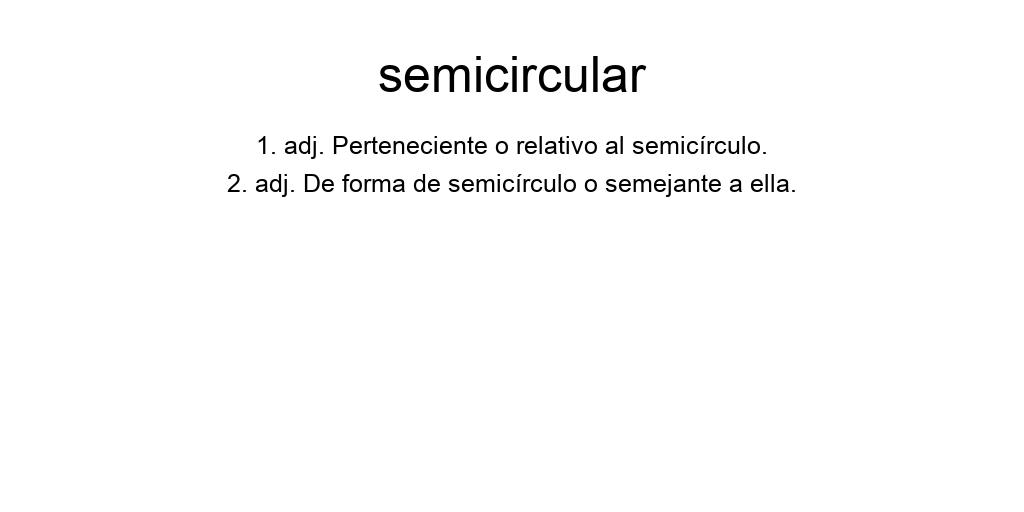 semicircular
1. adj. Perteneciente o relativo al semicírculo.
2. adj. De forma de semicírculo o semejante a ella.